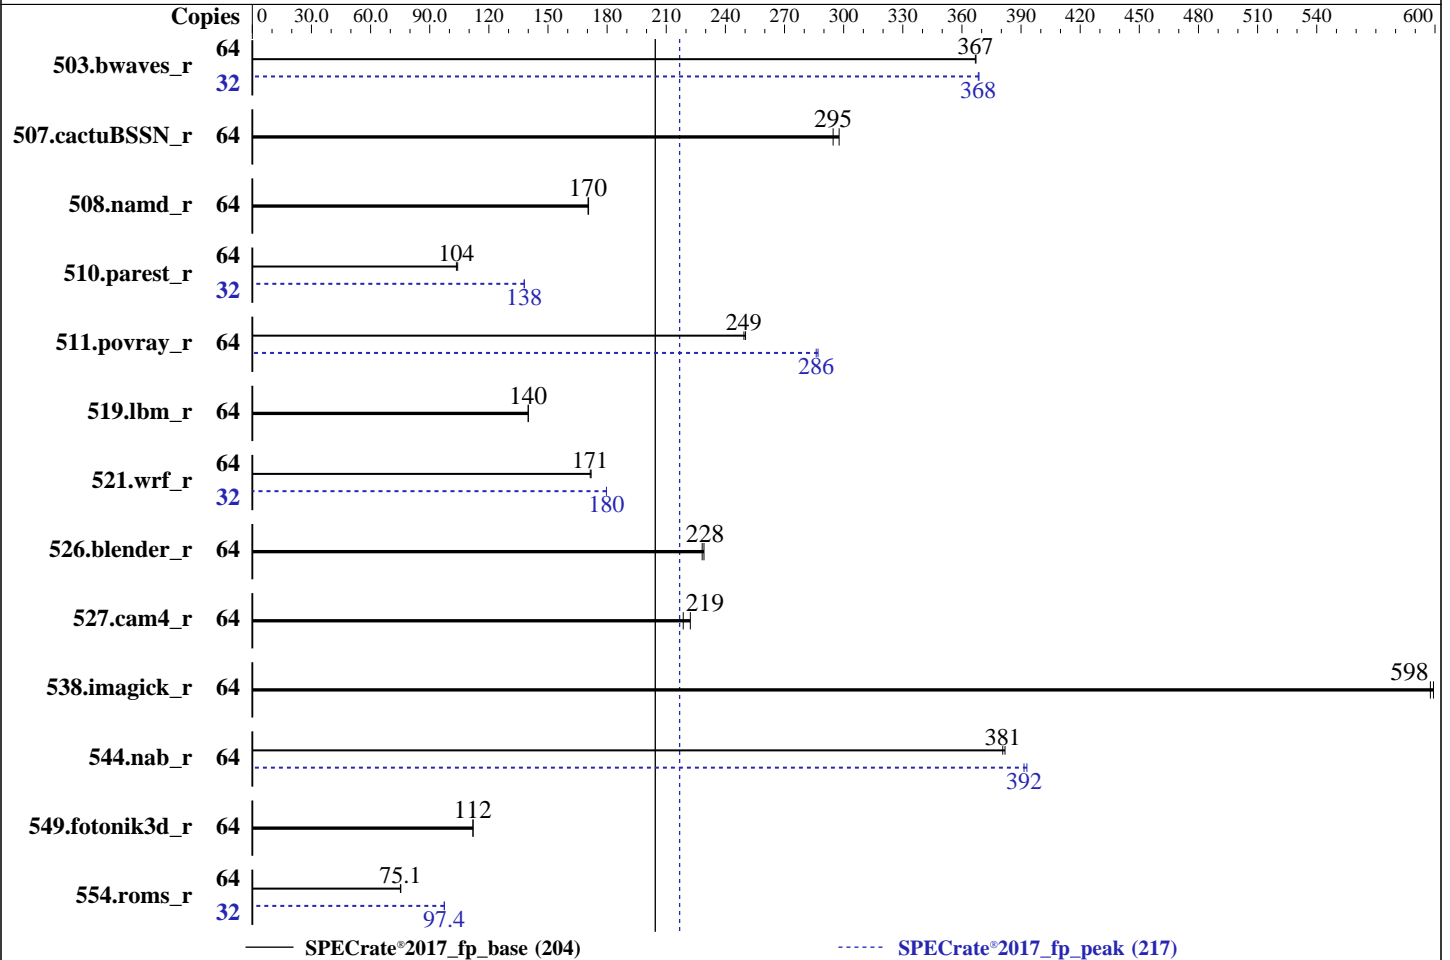 Copies 0 30.0 60.0 90.0 120 150 180 210 240 270 300 330 360 390 420 450 480 510 540 600
503.bwaves_r 64 367
32 368
507.cactuBSSN_r 64 295
508.namd_r 64 170
510.parest_r 64 104
32 138
511.povray_r 64 249
286
519.lbm_r 64 140
521.wrf_r 64 171
32 180
526.blender_r 64 228
527.cam4_r 64 219
538.imagick_r 64 598
544.nab_r 64 381
392
549.fotonik3d_r 64 112
554.roms_r 64 75.1
32 97.4
SPECrate®2017_fp_base (204) SPECrate®2017_fp_peak (217)